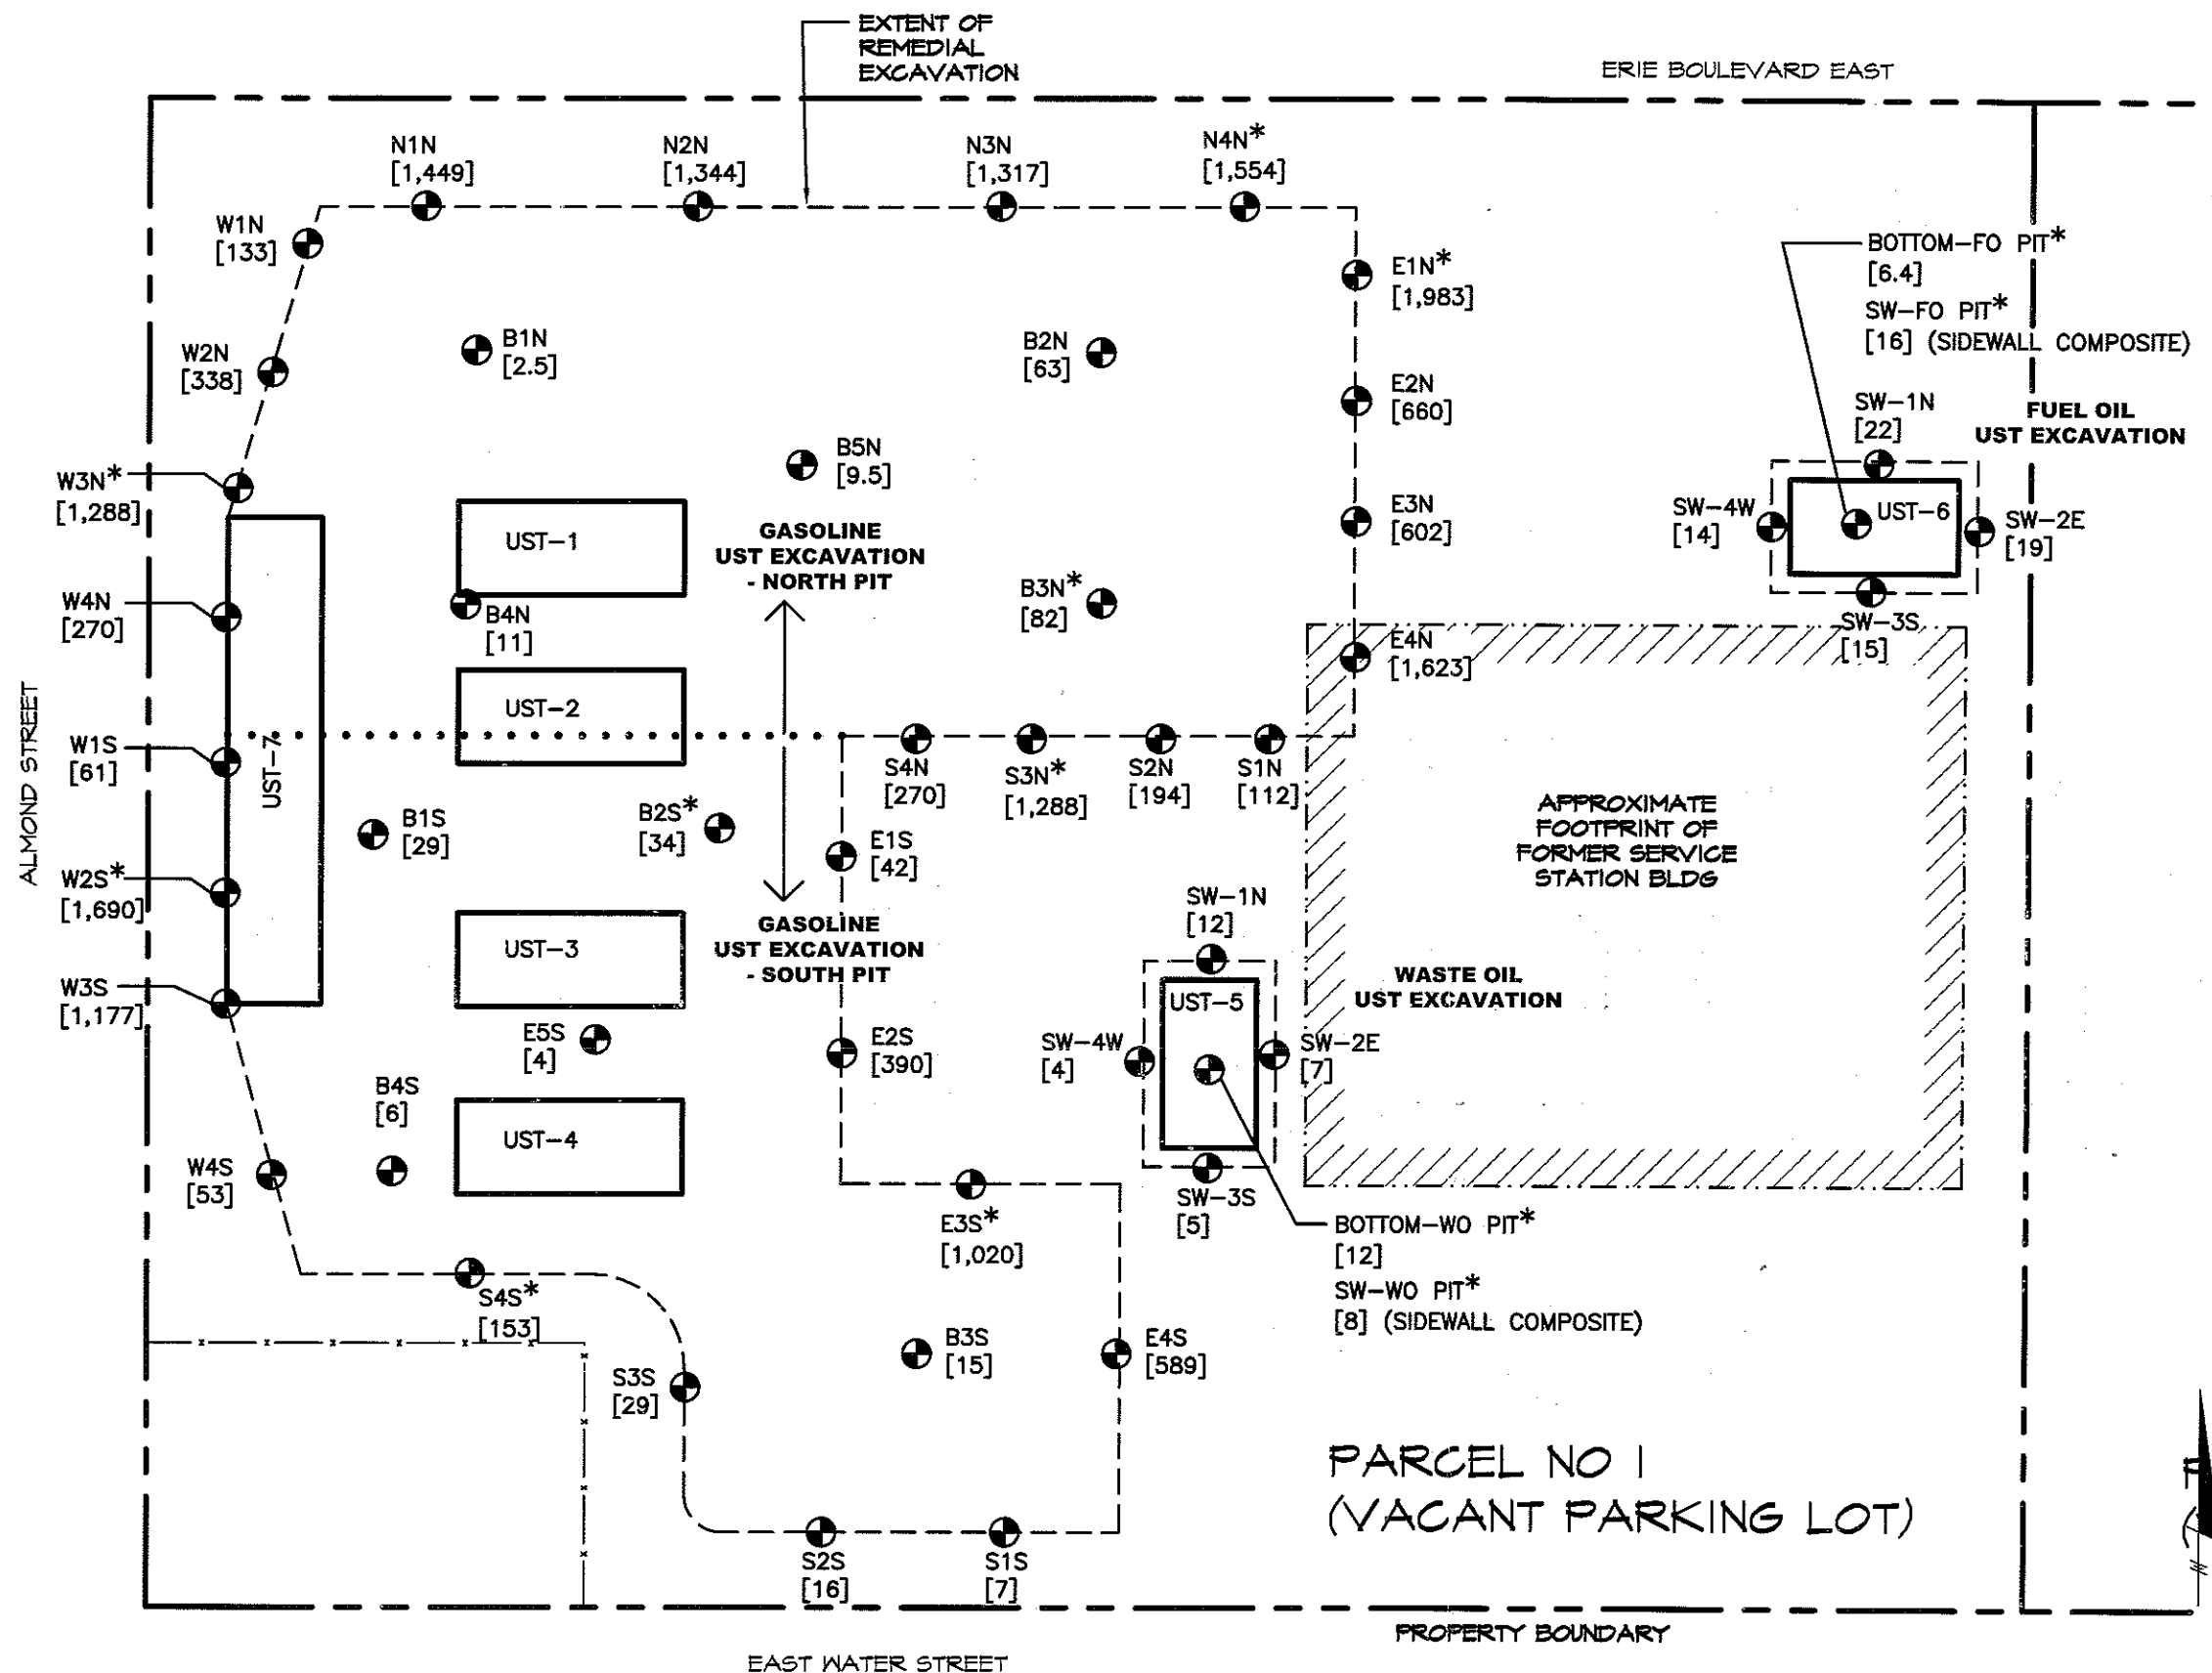 EXTENT OF
REMEDIAL
EXCAVATION
ERIE BOULEVARD EAST
N1N
[1,449]
N2N
[1,344]
N3N
[1,317]
N4N*
[1,554]
W1N
[133]
E1N*
[1,983]
BOTTOM-FO PIT*
[6.4]
SW-FO PIT*
[16] (SIDEWALL COMPOSITE)
W2N
[338]
B1N
[2.5]
B2N
[63]
E2N
[660]
SW-1N
[22]
FUEL OIL
UST EXCAVATION
B5N
[9.5]
W3N*
[1,288]
UST-1
GASOLINE
UST EXCAVATION
- NORTH PIT
E3N
[602]
SW-4W
[14]
UST-6
SW-2E
[19]
W4N
[270]
B4N
[11]
B3N*
[82]
E4N
[1,623]
SW-3S
[15]
ALMOND STREET
UST-2
W1S
[61]
UST-7
S4N
[270]
S3N*
[1,288]
S2N
[194]
S1N
[112]
B1S
[29]
B2S*
[34]
E1S
[42]
APPROXIMATE
FOOTPRINT OF
FORMER SERVICE
STATION BLDG
W2S*
[1,690]
SW-1N
[12]
UST-3
GASOLINE
UST EXCAVATION
- SOUTH PIT
WASTE OIL
UST EXCAVATION
W3S
[1,177]
UST-5
E5S
[4]
E2S
[390]
SW-4W
[4]
SW-2E
[7]
B4S
[6]
UST-4
W4S
[53]
SW-3S
[5]
E3S*
[1,020]
BOTTOM-WO PIT*
[12]
SW-WO PIT*
[8] (SIDEWALL COMPOSITE)
S4S*
[153]
B3S
[15]
E4S
[589]
S3S
[29]
PARCEL NO 1
(VACANT PARKING LOT)
S2S
[16]
S1S
[7]
PROPERTY BOUNDARY
EAST WATER STREET